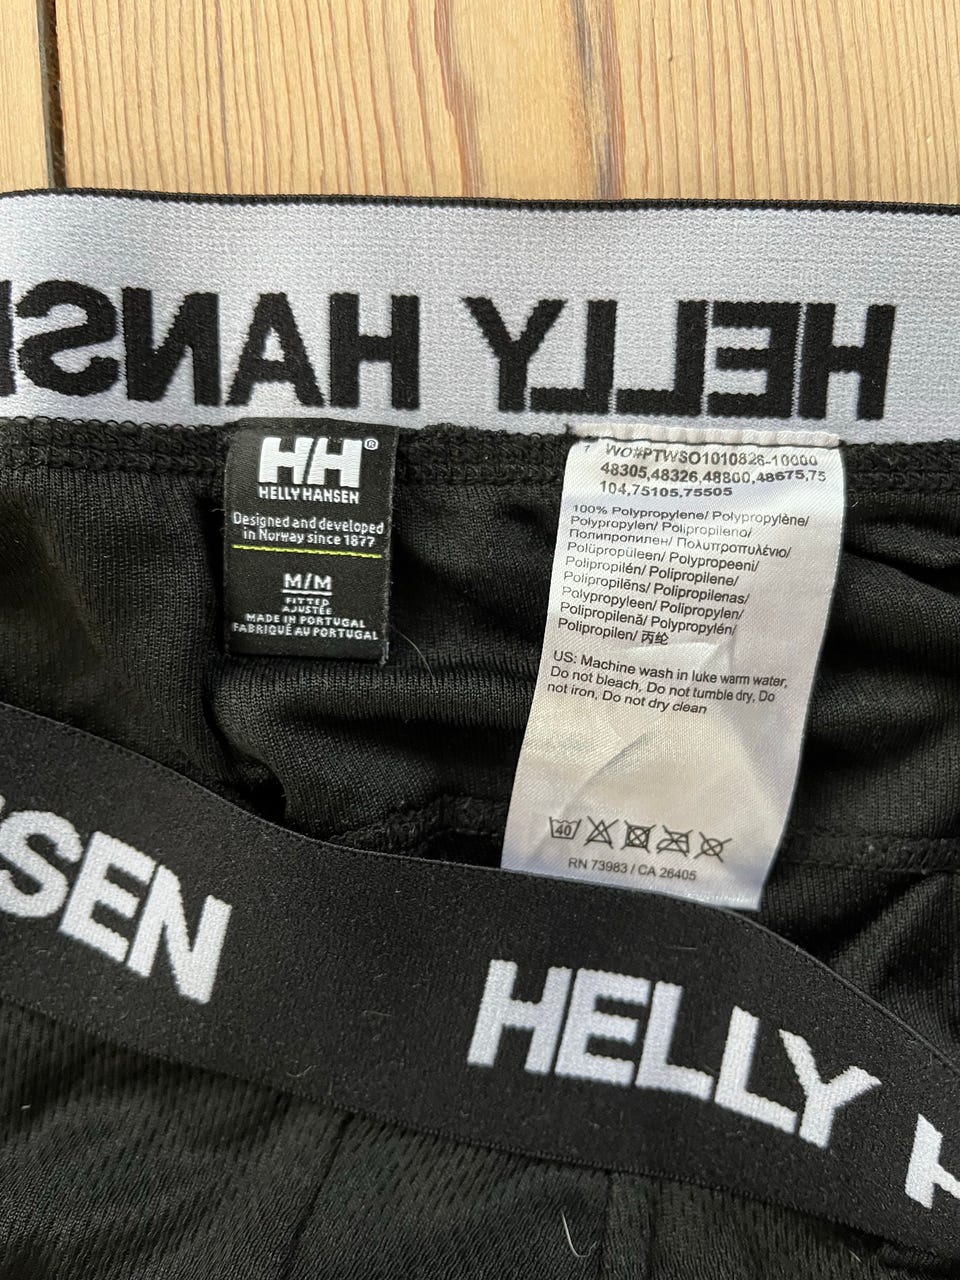 HELLY HANSE
HH®
HELLY HANSEN
Designed and developed
in Norway since 1877
M/M
FITTED
AJUSTÉE
MADE IN PORTUGAL
FABRIQUÉ AU PORTUGAL
WO#PTWSO1010826-10000
48305,48326,48800,48675,75
104,75105,75505
100% Polypropylene/ Polypropylène/
Polypropylen/ Polipropileno/
Полипропилен/ Πολυπροπυλένιο/
Polüpropüleen/ Polypropeeni/
Polipropilén/ Polipropilene/
Polipropilēns/ Polipropilenas/
Polypropyleen/ Polipropylen/
Polipropilenă/ Polypropylén/
Polipropilen/ 丙纶
US: Machine wash in luke warm water,
Do not bleach, Do not tumble dry, Do
not iron, Do not dry clean
40
RN 73983 / CA 26405
NSEN HELLY H